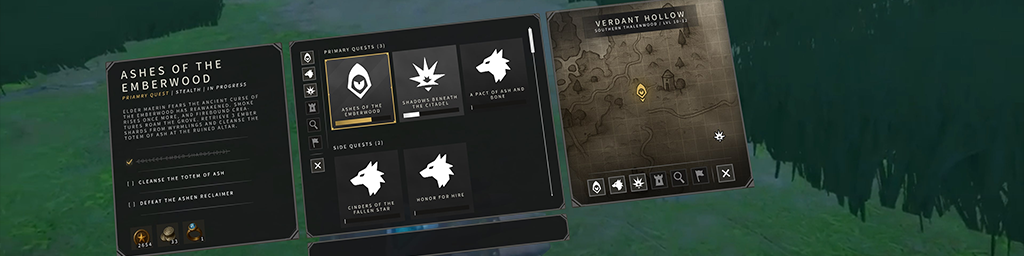 ASHES OF THE
EMBERWOOD
PRIAMBY QUEST | STEALTH | IN PROGRESS
ELDER MAERIN FEARS THE ANCIENT CURSE OF
THE EMBERWOOD HAS REAWAKENED. SMOKE
RISES ONCE MORE, AND FIREBOUND CREA-
TURES ROAM THE GROVE. RETRIEVE 3 EMBER
SHARDS FROM WYRMLINGS AND CLEANSE THE
TOTEM OF ASH AT THE RUINED ALTAR.
[ ] CLEANSE THE TOTEM OF ASH
[ ] DEFEAT THE ASHEN RECLAIMER
2654
33
1
PRIMARY QUESTS (3)
ASHES OF THE
EMBERWOOD
SHADOWS BENEATH
THE CITADEL
A PACT OF ASH AND
BONE
SIDE QUESTS (2)
CINDERS OF THE
FALLEN STAR
HONOR FOR HIRE
VERDANT HOLLOW
SOUTHERN THALENWOOD / LVL 10-12